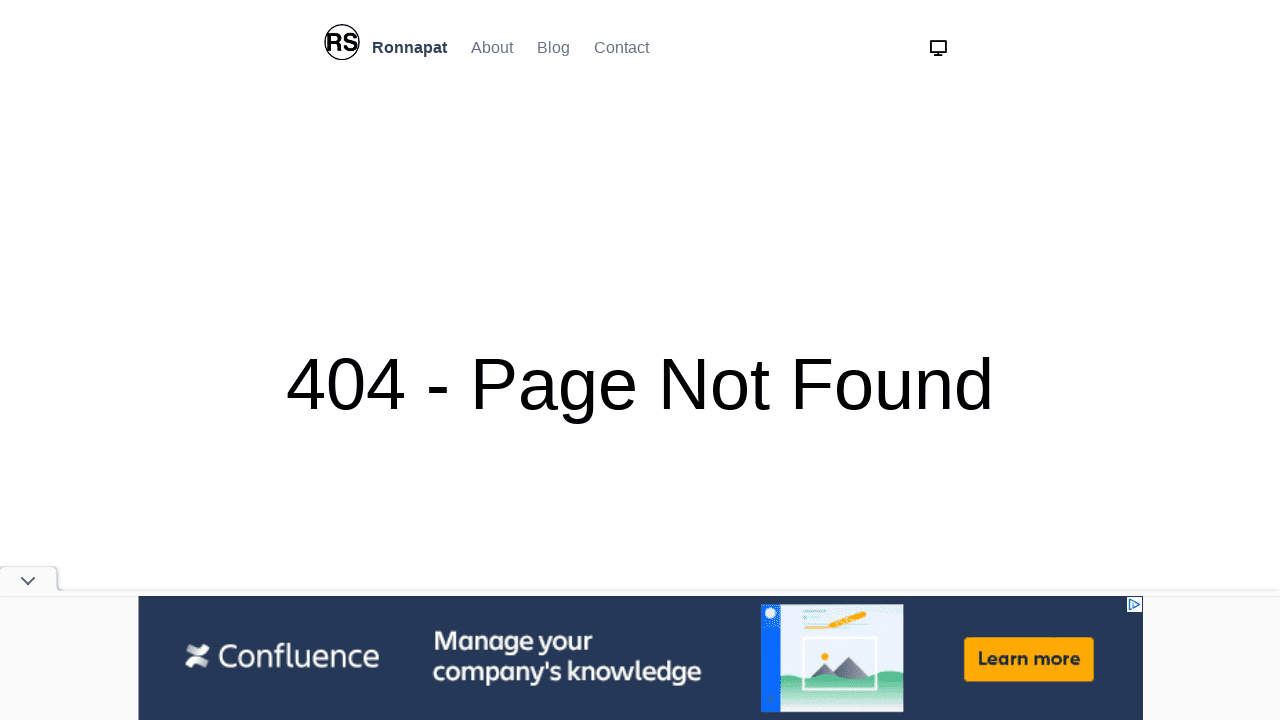 RS Ronnapat About Blog Contact
404 - Page Not Found
Confluence
Manage your
company's knowledge
Learn more